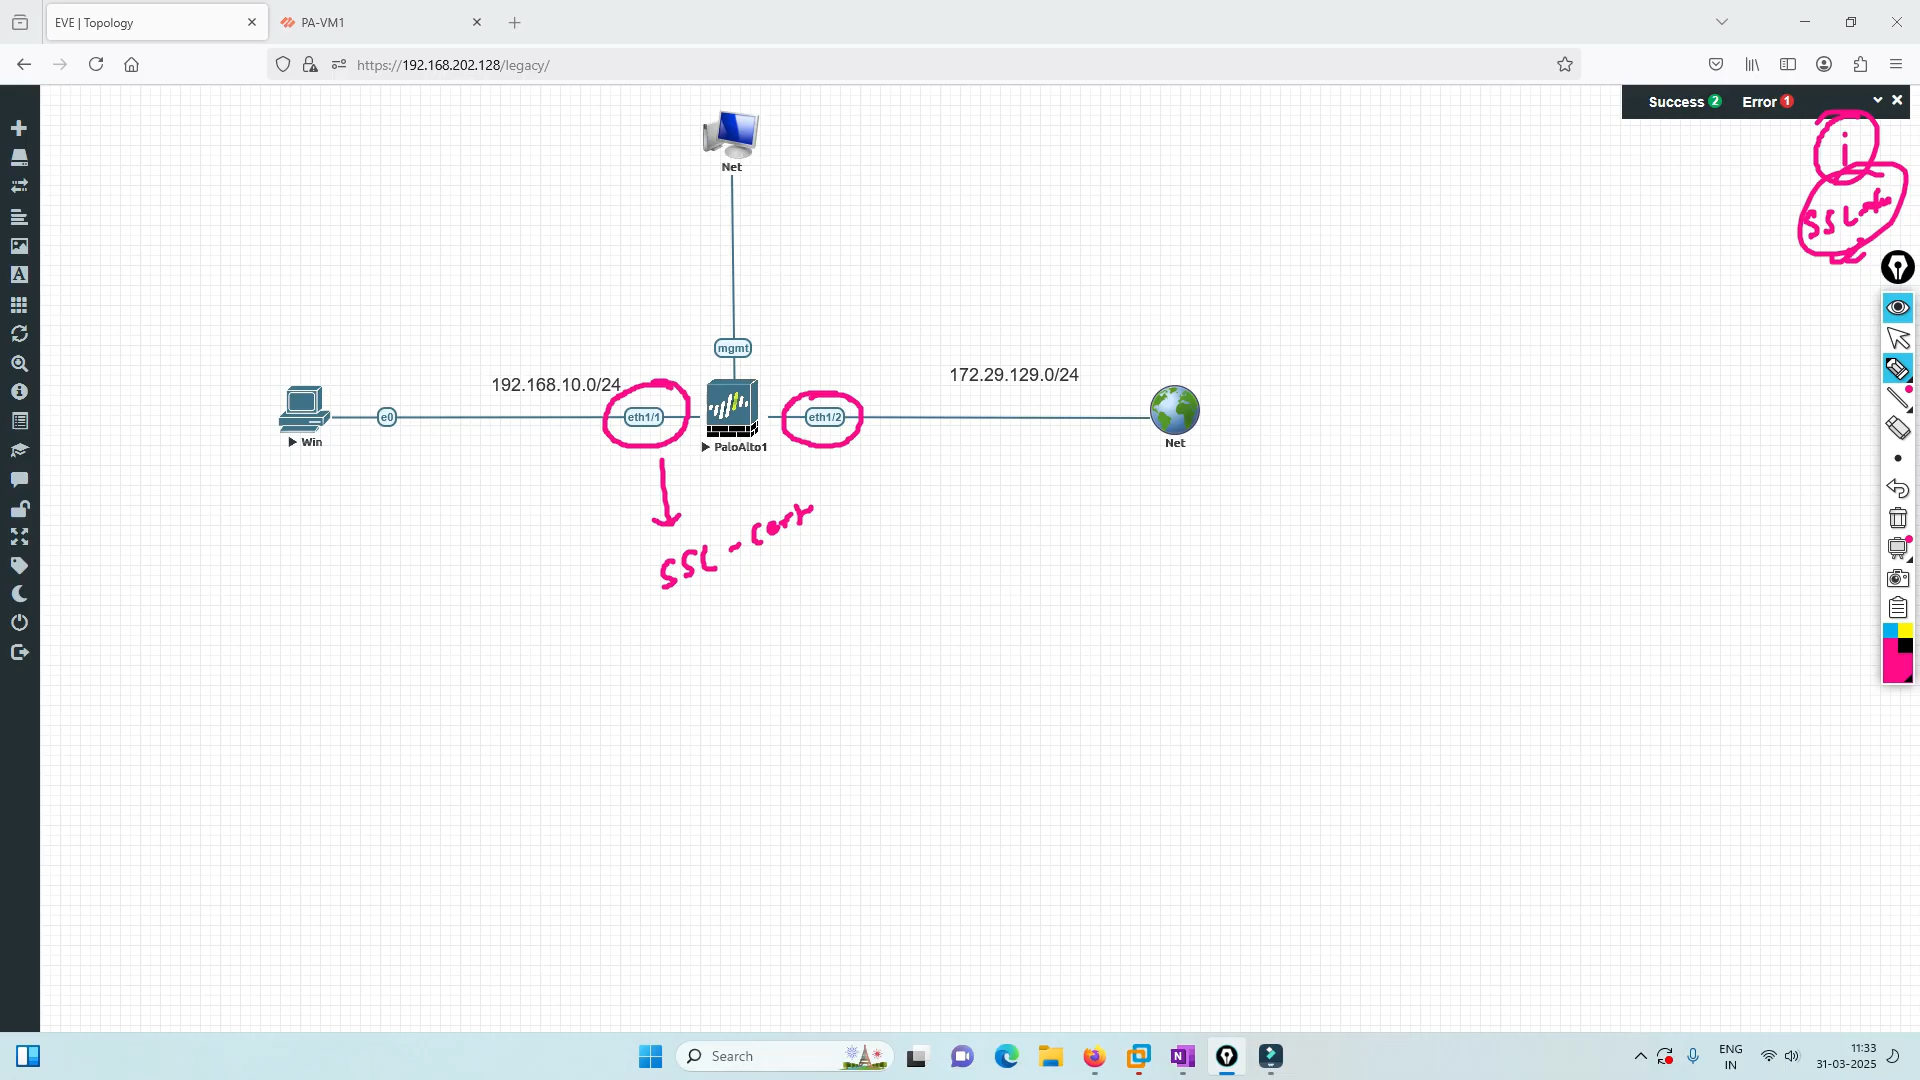 EVE | Topology
PA-VM1
https://192.168.202.128/legacy/
Success 2 Error 1
i
Net
SSL
mgmt
192.168.10.0/24
172.29.129.0/24
e0
eth1/1
eth1/2
Win
PaloAlto1
Net
SSL - cert
Search
ENG
IN
11:33
31-03-2025